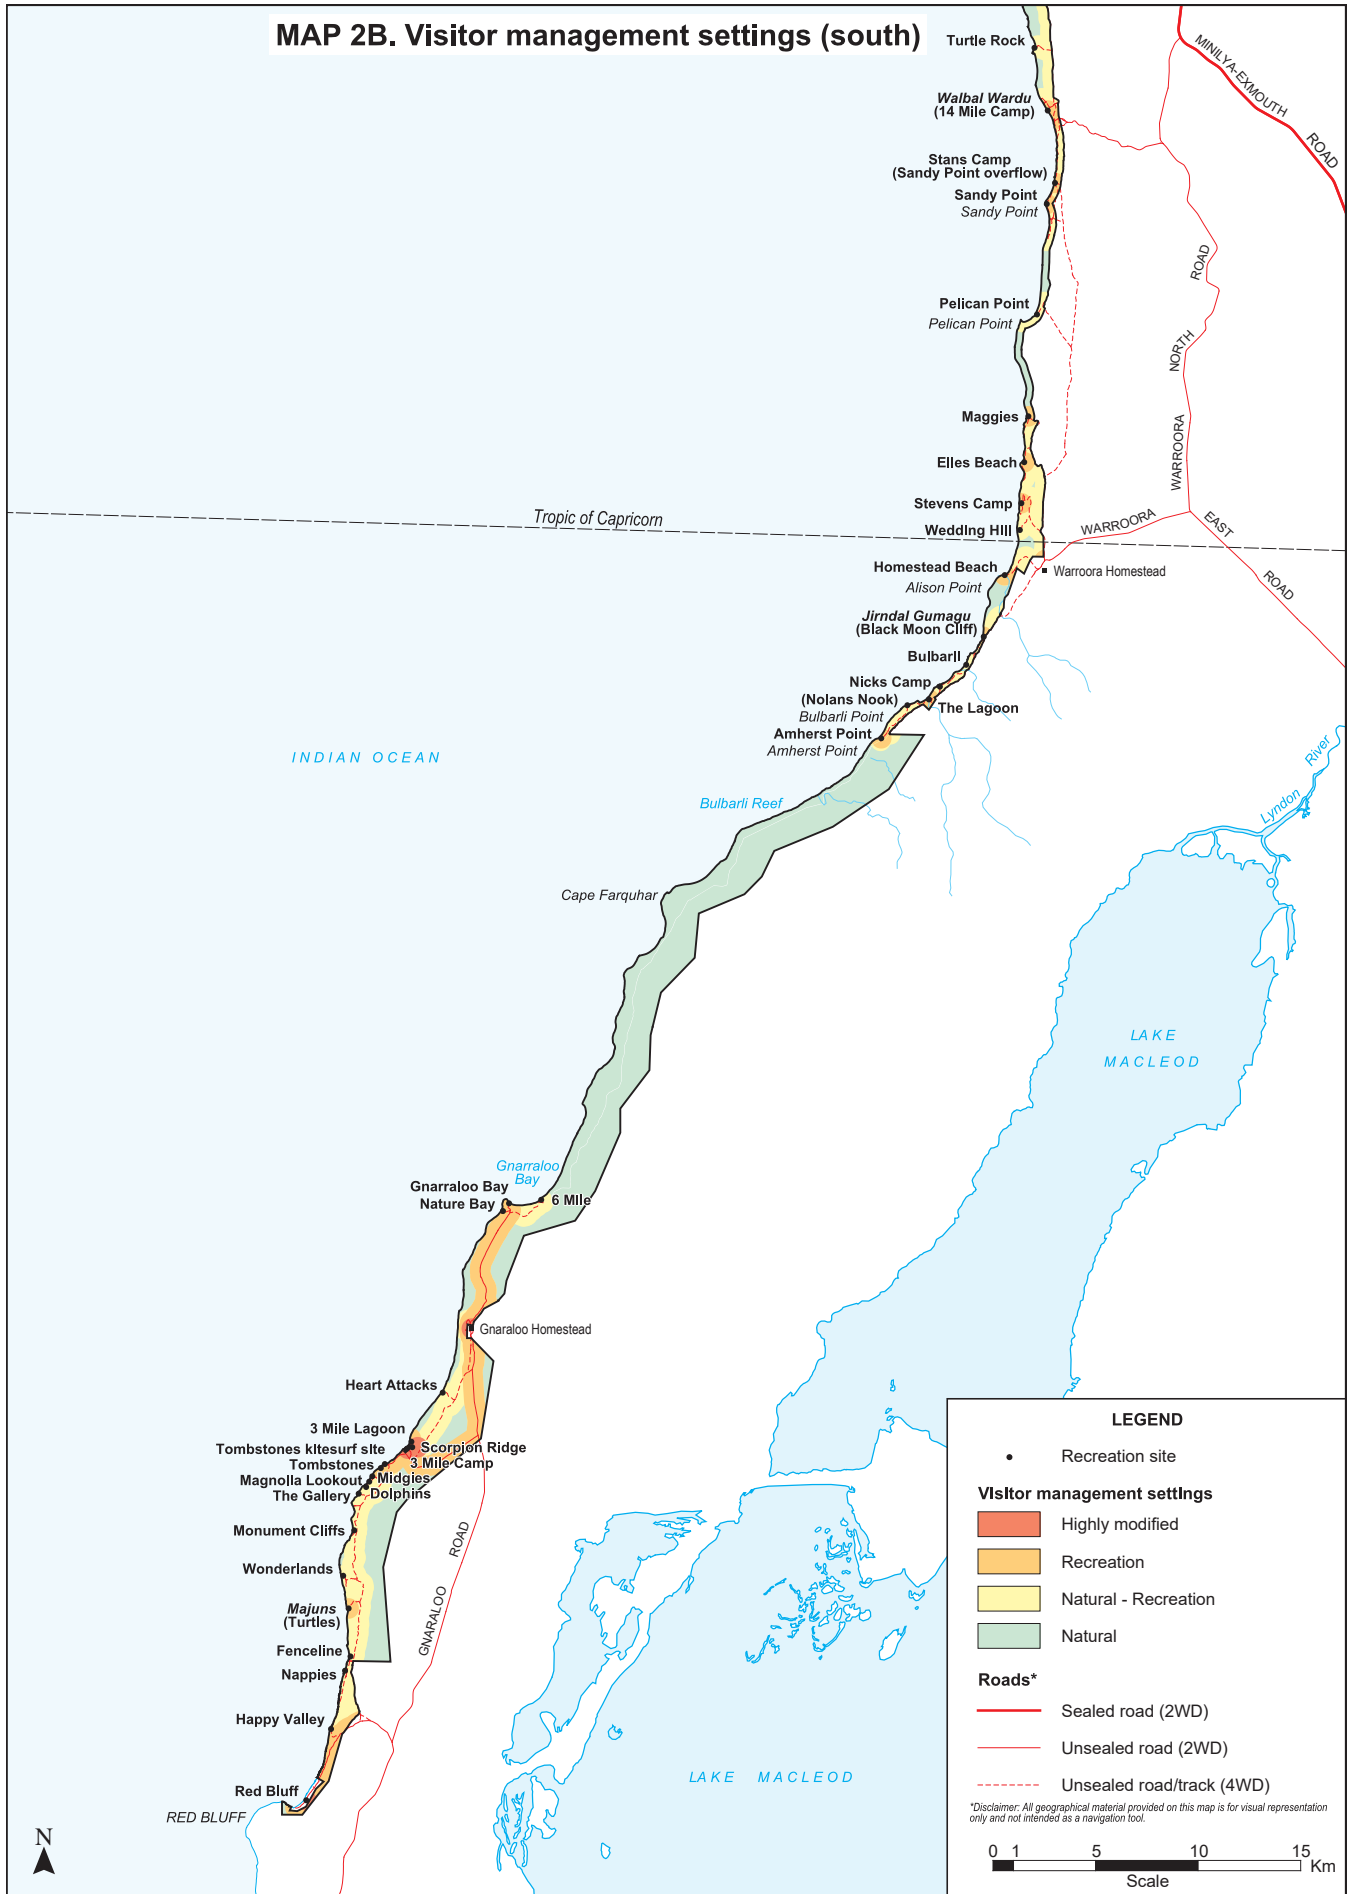 MAP 2B. Visitor management settings (south)
Turtle Rock
MINILYA-EXMOUTH
ROAD
Walbal Wardu
(14 Mile Camp)
Stans Camp
(Sandy Point overflow)
Sandy Point
Sandy Point
ROAD
Pelican Point
Pelican Point
NORTH
Maggies
WARROORA
Elles Beach
Stevens Camp
Tropic of Capricorn
WARROORA
EAST
ROAD
Wedding Hill
Homestead Beach
Warroora Homestead
Alison Point
Jirndal Gumagu
(Black Moon Cliff)
Bulbarli
Nicks Camp
(Nolans Nook)
The Lagoon
Bulbarli Point
Amherst Point
Amherst Point
INDIAN OCEAN
River
Lyndon
Bulbarli Reef
Cape Farquhar
LAKE
MACLEOD
Gnarraloo
Bay
Gnarraloo Bay
Nature Bay
6 Mile
Gnaraloo Homestead
Heart Attacks
3 Mile Lagoon
Tombstones kitesurf site
Scorpion Ridge
Tombstones
3 Mile Camp
Magnolia Lookout
Midgies
The Gallery
Dolphins
Monument Cliffs
Wonderlands
Majuns
(Turtles)
Fenceline
Nappies
Happy Valley
GNARALOO
ROAD
Red Bluff
RED BLUFF
LAKE MACLEOD
N
LEGEND
Recreation site
Visitor management settings
Highly modified
Recreation
Natural - Recreation
Natural
Roads*
Sealed road (2WD)
Unsealed road (2WD)
Unsealed road/track (4WD)
*Disclaimer: All geographical material provided on this map is for visual representation
only and not intended as a navigation tool.
0 1 5 10 15
Km
Scale